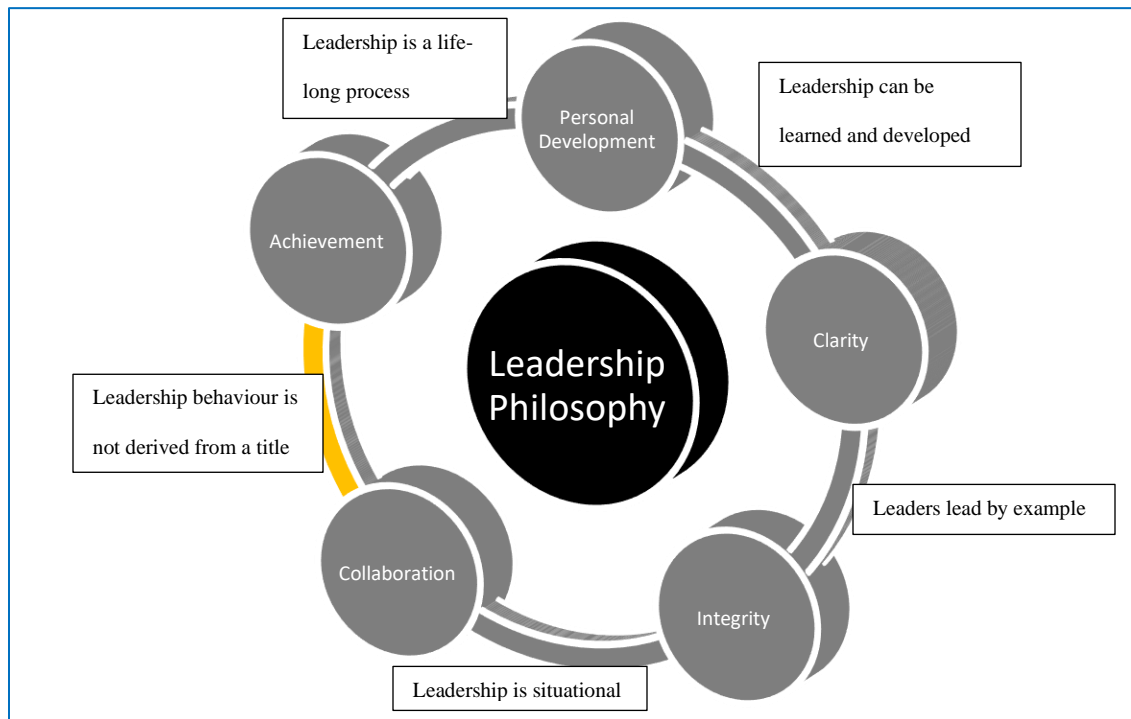 Leadership is a life-
long process
Personal
Development
Leadership can be
learned and developed
Achievement
Clarity
Leadership
Philosophy
Leadership behaviour is
not derived from a title
Leaders lead by example
Collaboration
Integrity
Leadership is situational